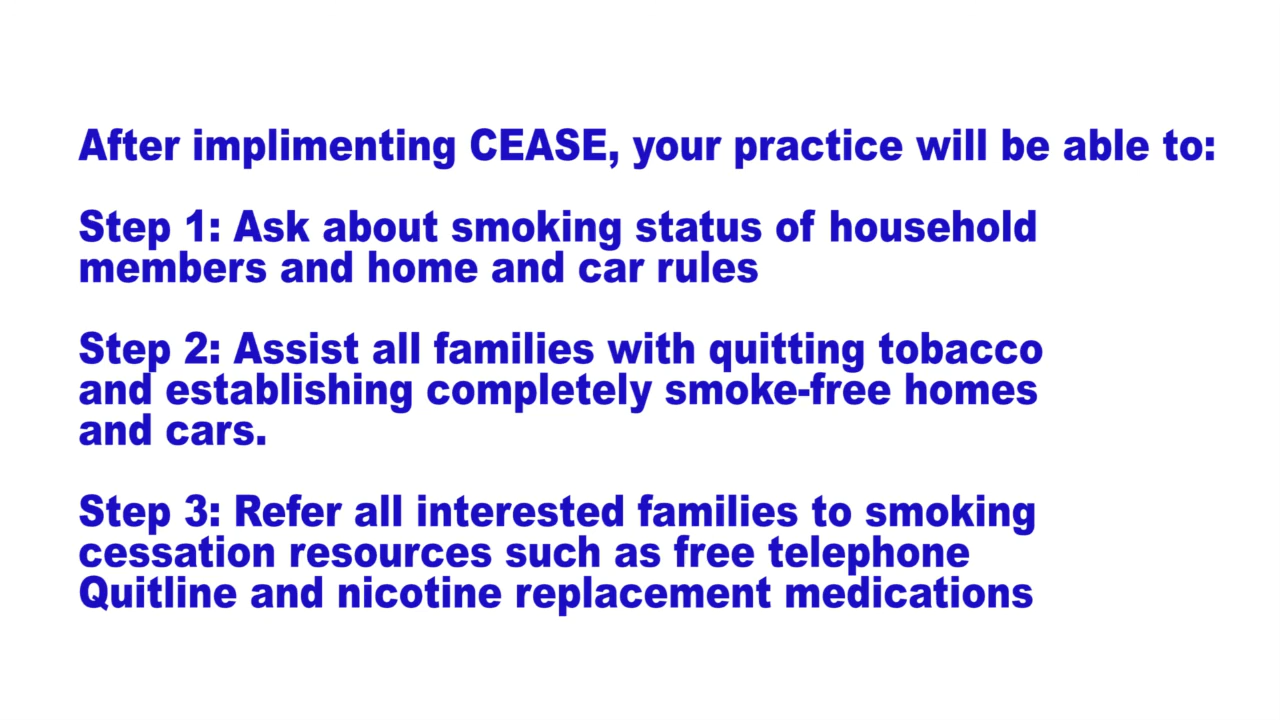 After implimenting CEASE, your practice will be able to:
Step 1: Ask about smoking status of household
members and home and car rules
Step 2: Assist all families with quitting tobacco
and establishing completely smoke-free homes
and cars.
Step 3: Refer all interested families to smoking
cessation resources such as free telephone
Quitline and nicotine replacement medications